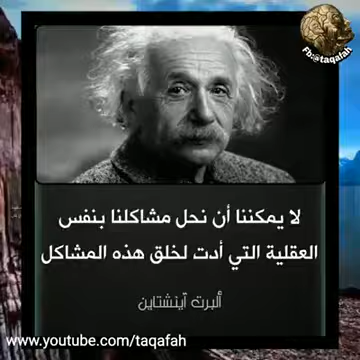 Fb:@taqafah
لا يمكننا أن نحل مشاكلنا بنفس
العقلية التي أدت لخلق هذه المشاكل
ألبرت آينشتاين
www.youtube.com/taqafah